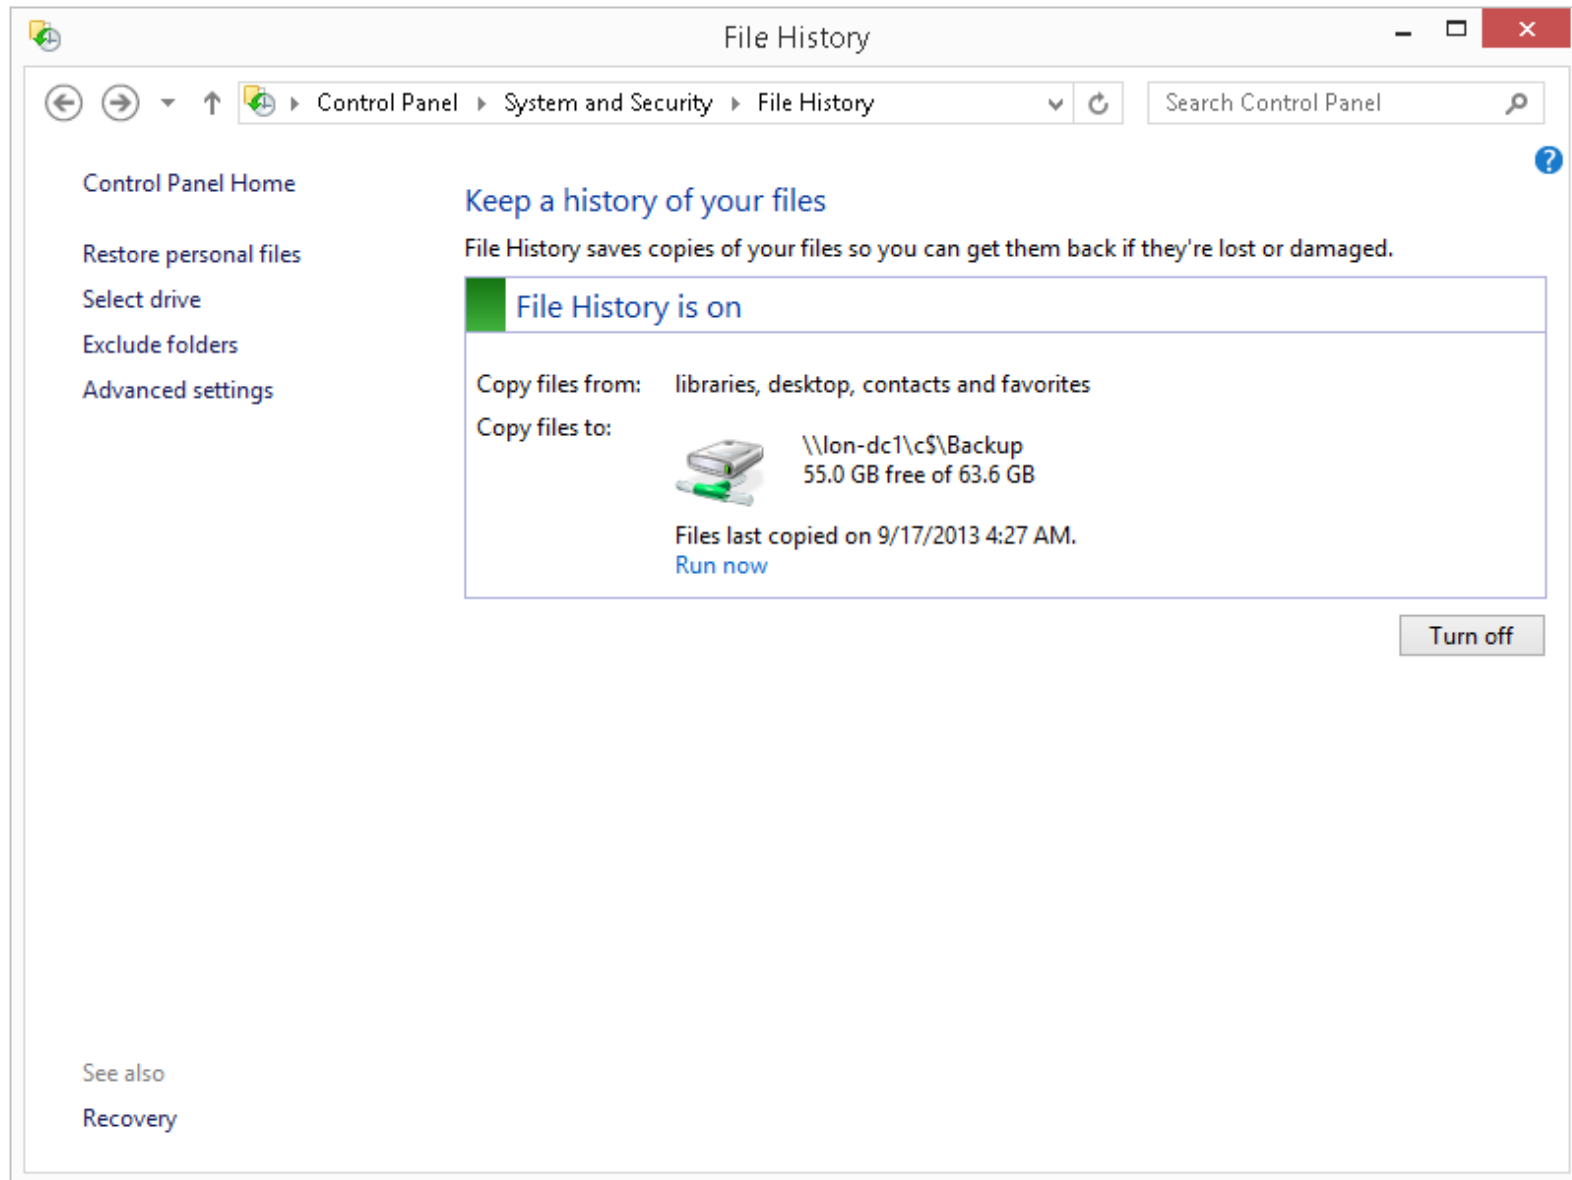 File History
Control Panel System and Security File History
Search Control Panel
Control Panel Home
Restore personal files
Select drive
Exclude folders
Advanced settings
Keep a history of your files
File History saves copies of your files so you can get them back if they're lost or damaged.
File History is on
Copy files from: libraries, desktop, contacts and favorites
Copy files to:
\\lon-dc1\c$\Backup
55.0 GB free of 63.6 GB
Files last copied on 9/17/2013 4:27 AM.
Run now
Turn off
See also
Recovery